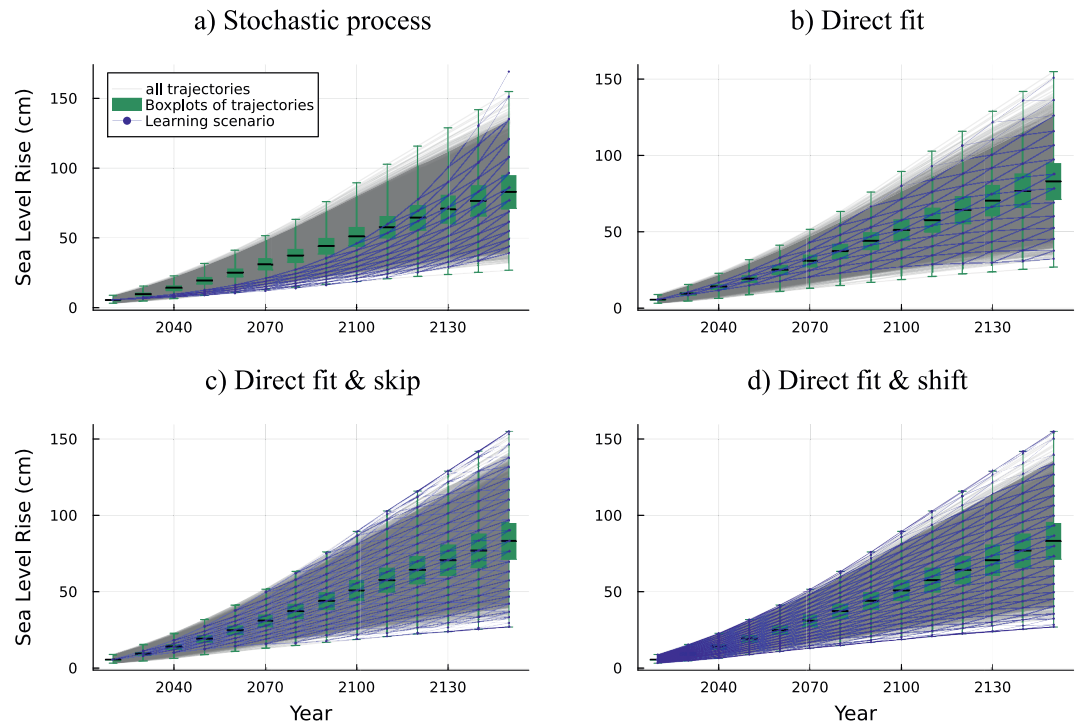 a) Stochastic process
b) Direct fit
Sea Level Rise (cm)
150
100
50
0
all trajectories
Boxplots of trajectories
Learning scenario
2040 2070 2100 2130
150
100
50
0
2040 2070 2100 2130
c) Direct fit & skip
d) Direct fit & shift
Sea Level Rise (cm)
150
100
50
0
2040 2070 2100 2130
Year
150
100
50
0
2040 2070 2100 2130
Year